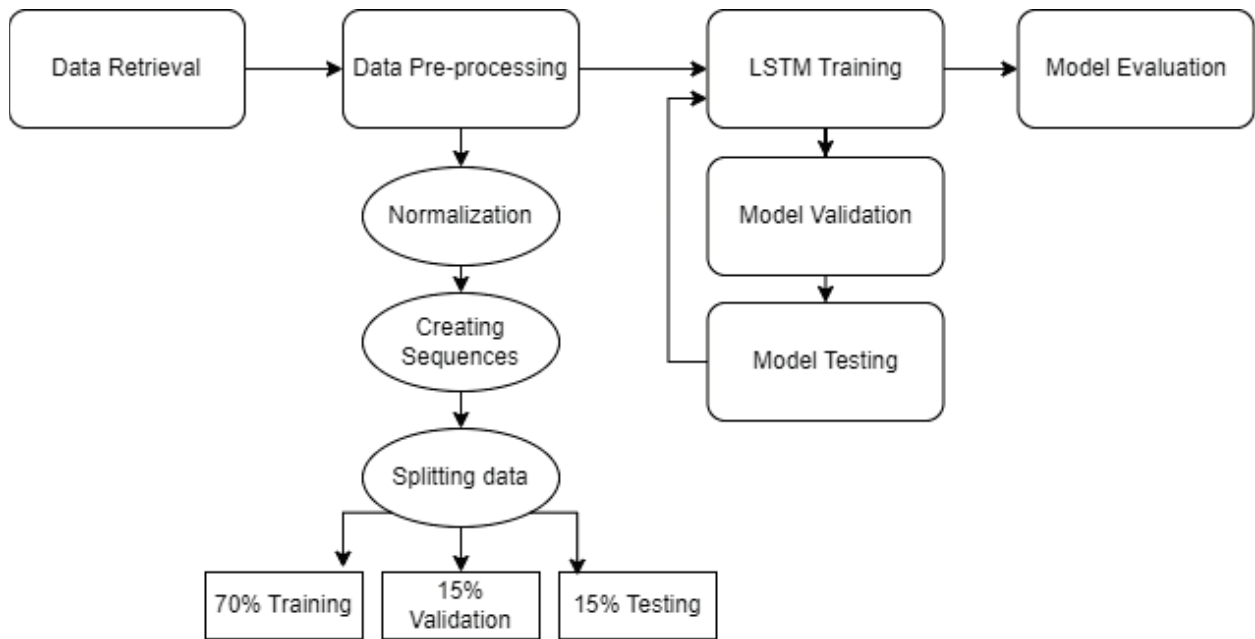 Data Retrieval
Data Pre-processing
LSTM Training
Model Evaluation
Normalization
Model Validation
Creating
Sequences
Model Testing
Splitting data
70% Training
15%
Validation
15% Testing